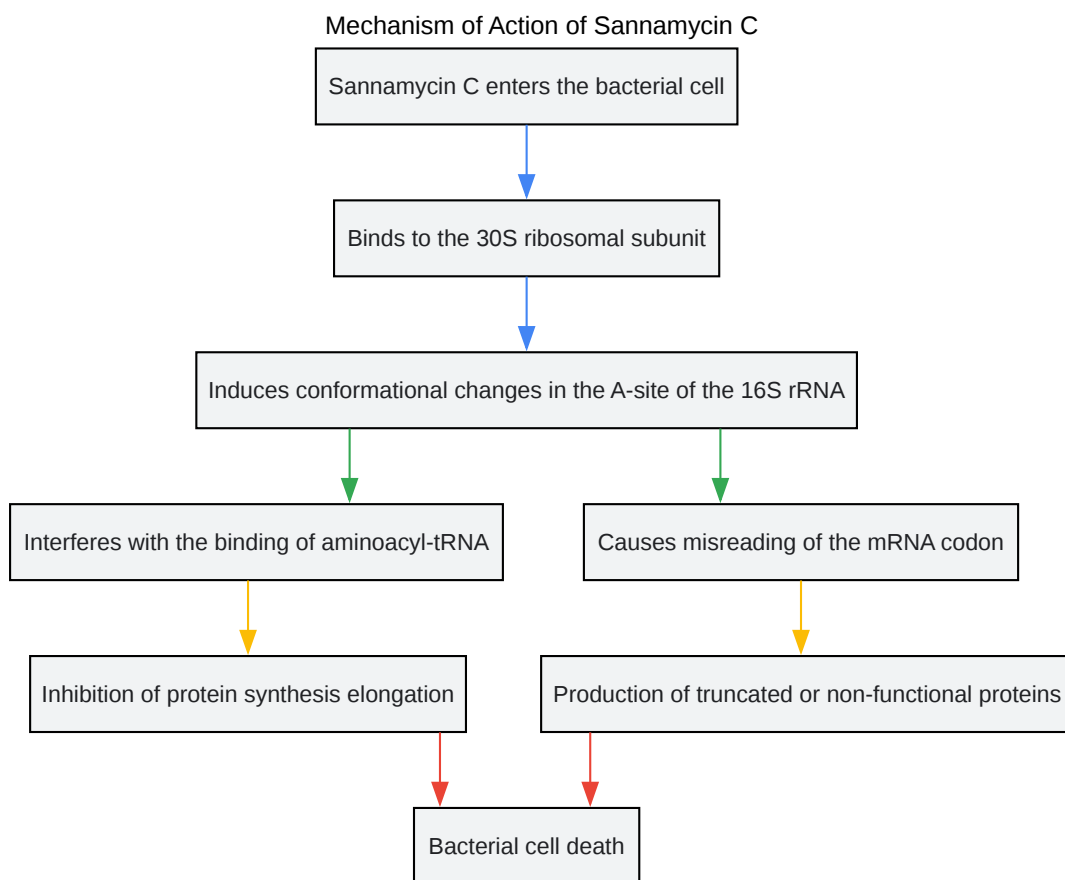 Mechanism of Action of Sannamycin C
Sannamycin C enters the bacterial cell
Binds to the 30S ribosomal subunit
Induces conformational changes in the A-site of the 16S rRNA
Interferes with the binding of aminoacyl-tRNA
Causes misreading of the mRNA codon
Inhibition of protein synthesis elongation
Production of truncated or non-functional proteins
Bacterial cell death